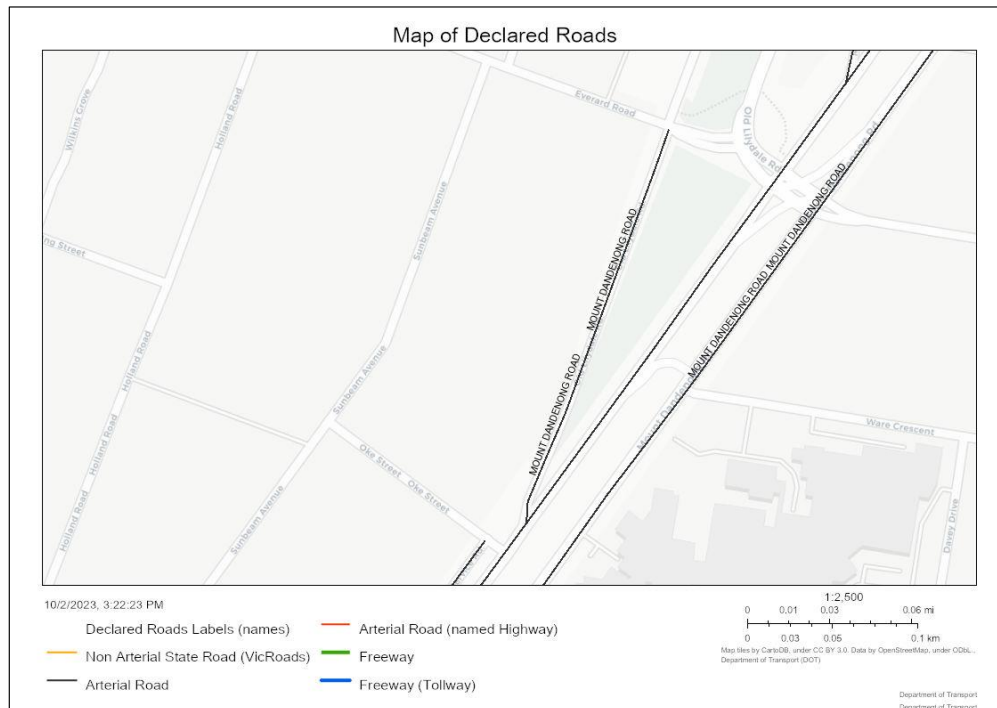 Map of Declared Roads
Wilkins Grove
Holland Road
Everard Road
Old Lilydale Rd
Sunbeam Avenue
ng Street
MOUNT DANDENONG ROAD
MOUNT DANDENONG ROAD
MOUNT DANDENONG ROAD
MOUNT DANDENONG ROAD
Holland Road
Holland Road
Holland Road
Sunbeam Avenue
Sunbeam Avenue
Oke Street
Oke Street
Ware Crescent
Davey Drive
10/2/2023, 3:22:23 PM
Declared Roads Labels (names)
Non Arterial State Road (VicRoads)
Arterial Road
Arterial Road (named Highway)
Freeway
Freeway (Tollway)
1:2,500
0 0.01 0.03 0.06 mi
0 0.03 0.05 0.1 km
Map tiles by CartoDB, under CC BY 3.0. Data by OpenStreetMap, under ODbL...
Department of Transport (DOT)
Department of Transport
Department of Transport